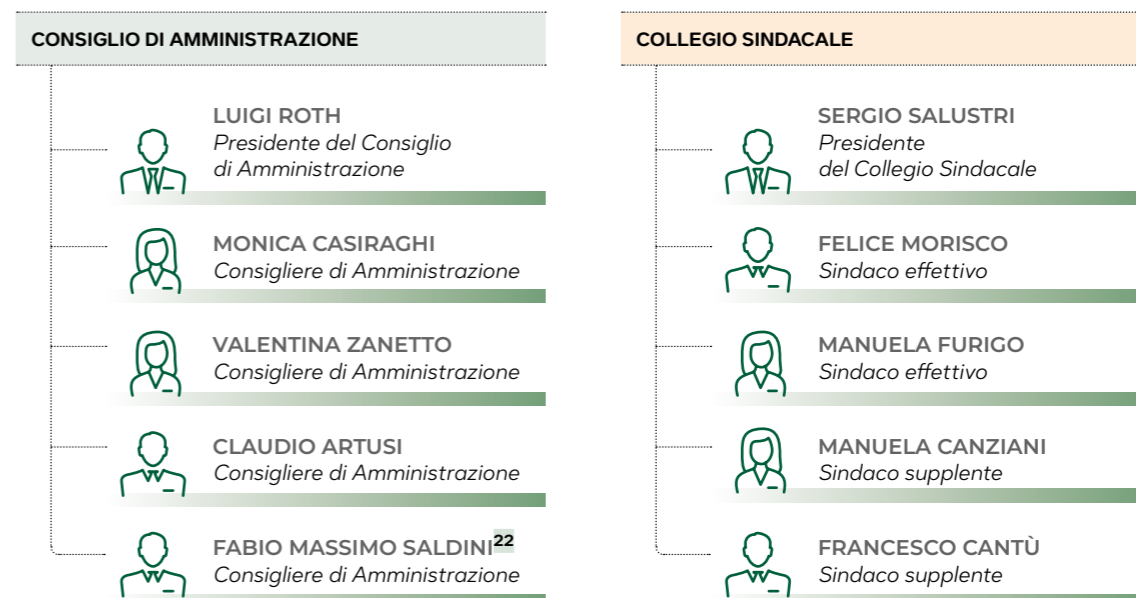 CONSIGLIO DI AMMINISTRAZIONE
LUIGI ROTH
Presidente del Consiglio
di Amministrazione
MONICA CASIRAGHI
Consigliere di Amministrazione
VALENTINA ZANETTO
Consigliere di Amministrazione
CLAUDIO ARTUSI
Consigliere di Amministrazione
FABIO MASSIMO SALDINI22
Consigliere di Amministrazione
COLLEGIO SINDACALE
SERGIO SALUSTRI
Presidente
del Collegio Sindacale
FELICE MORISCO
Sindaco effettivo
MANUELA FURIGO
Sindaco effettivo
MANUELA CANZIANI
Sindaco supplente
FRANCESCO CANTÙ
Sindaco supplente